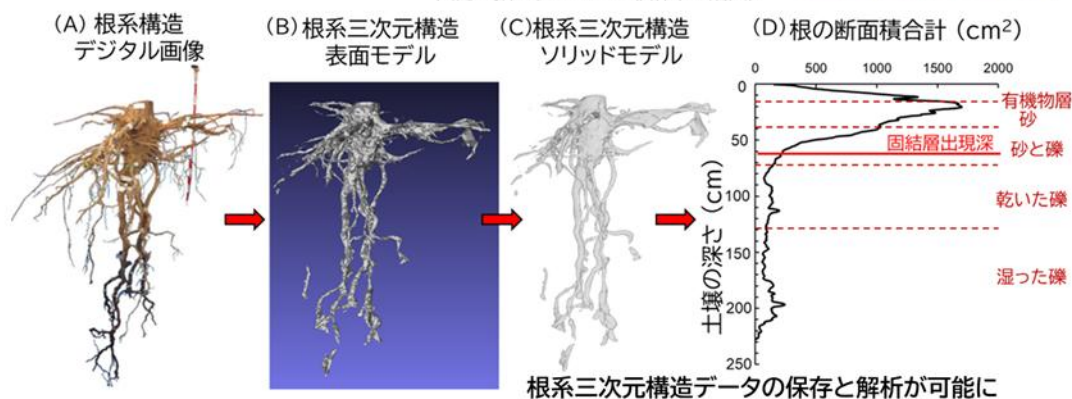 (A) 根系構造
デジタル画像
(B) 根系三次元構造
表面モデル
(C)根系三次元構造
ソリッドモデル
(D) 根の断面積合計 (cm²)
0 500 1000 1500 2000
0
50
100
150
200
250
土壌の深さ (cm)
有機物層
砂
固結層出現深
砂と礫
乾いた礫
湿った礫
根系三次元構造データの保存と解析が可能に